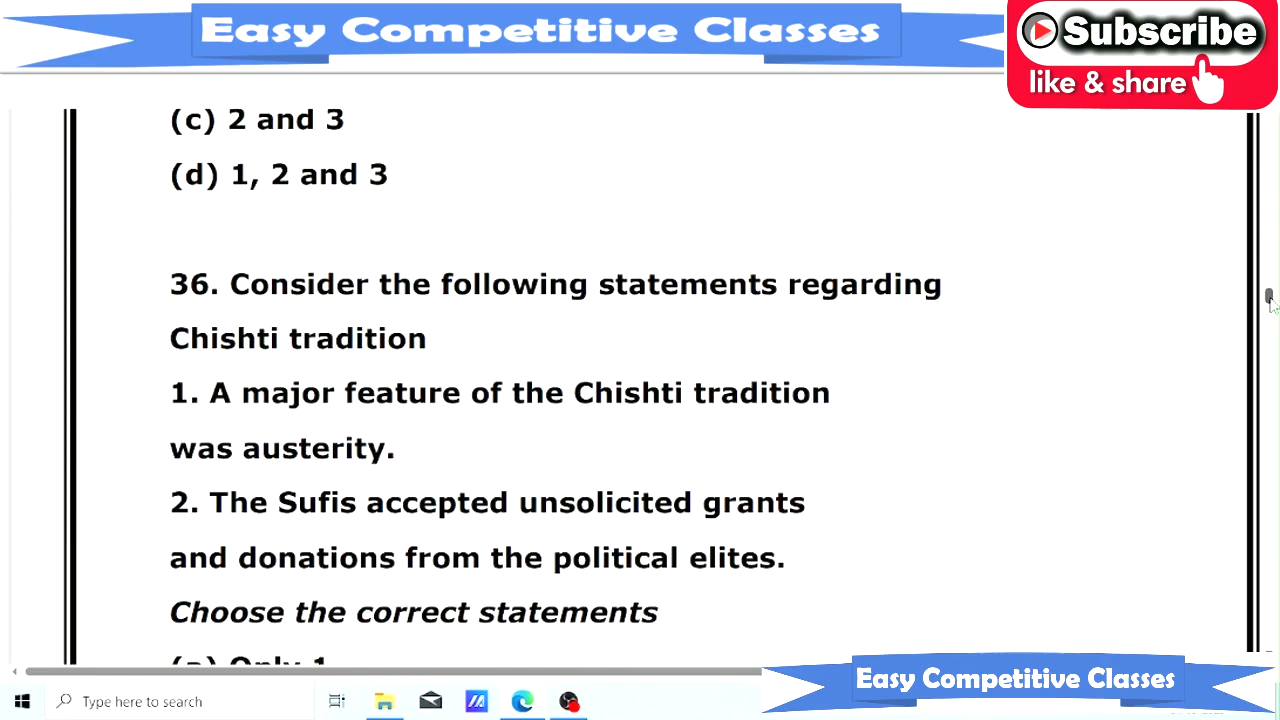 Easy Competitive Classes
Subscribe
like & share
(c) 2 and 3
(d) 1, 2 and 3
36. Consider the following statements regarding
Chishti tradition
1. A major feature of the Chishti tradition
was austerity.
2. The Sufis accepted unsolicited grants
and donations from the political elites.
Choose the correct statements
(a) Only 1
Type here to search
Easy Competitive Classes